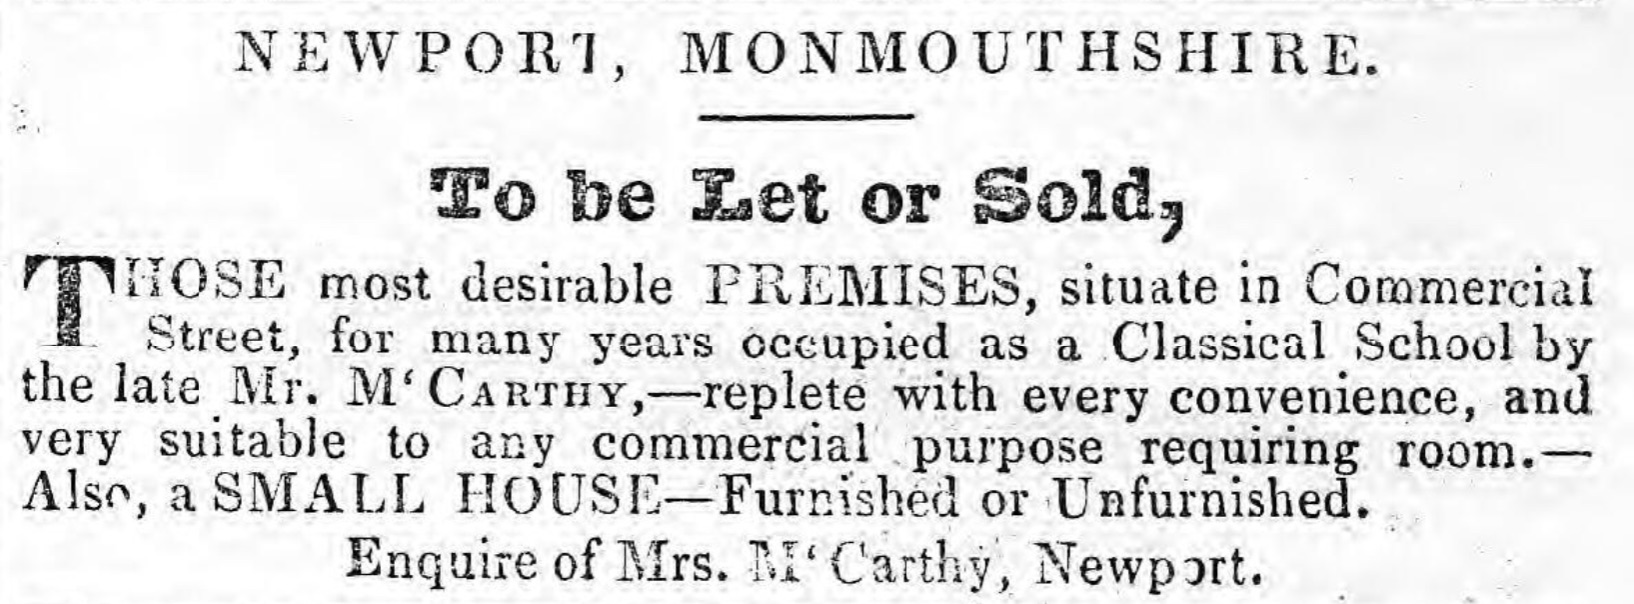 NEWPORT, MONMOUTHSHIRE.
To be Let or Sold,
THOSE most desirable PREMISES, situate in Commercial
Street, for many years occupied as a Classical School by
the late Mr. M‘CARTHY,—replete with every convenience, and
very suitable to any commercial purpose requiring room.—
Also, a SMALL HOUSE—Furnished or Unfurnished.
Enquire of Mrs. M‘Carthy, Newport.